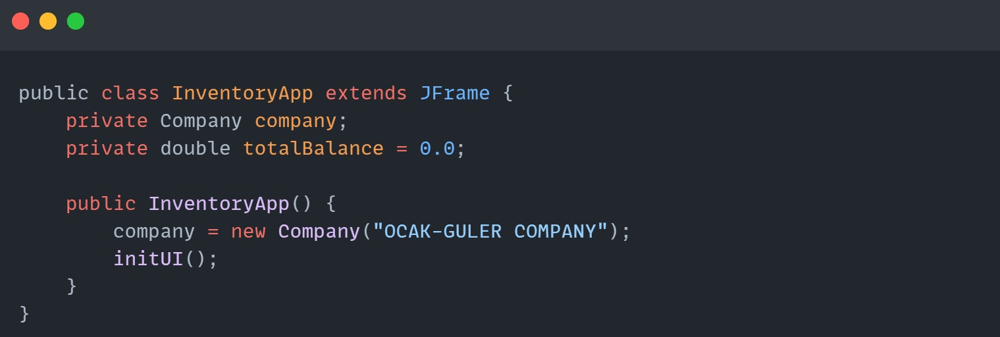 public class InventoryApp extends JFrame {
    private Company company;
    private double totalBalance = 0.0;

    public InventoryApp() {
        company = new Company("OCAK-GULER COMPANY");
        initUI();
    }
}